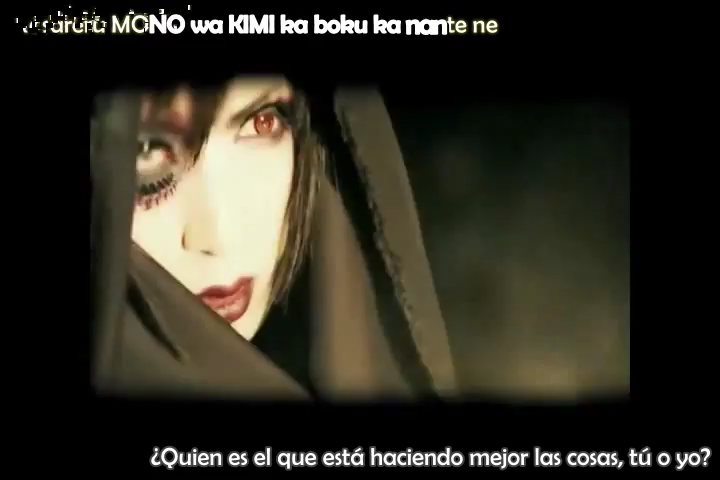 MONO wa KIMI ka boku ka nante ne
¿Quien es el que está haciendo mejor las cosas, tú o yo?